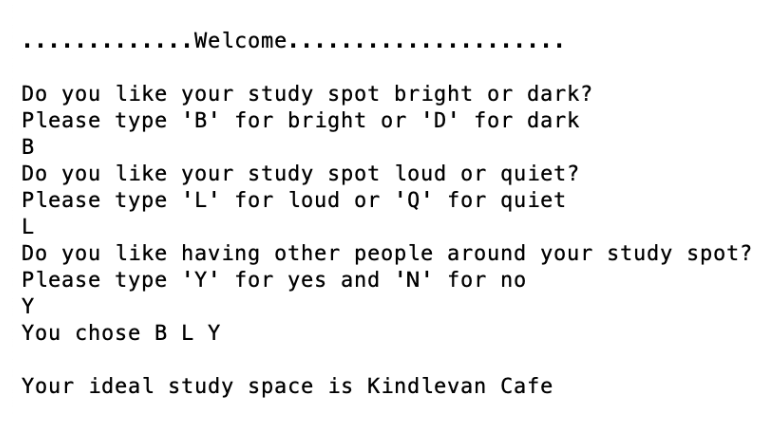 .............Welcome.....................
Do you like your study spot bright or dark?
Please type 'B' for bright or 'D' for dark
B
Do you like your study spot loud or quiet?
Please type 'L' for loud or 'Q' for quiet
L
Do you like having other people around your study spot?
Please type 'Y' for yes and 'N' for no
Y
You chose B L Y
Your ideal study space is Kindlevan Cafe